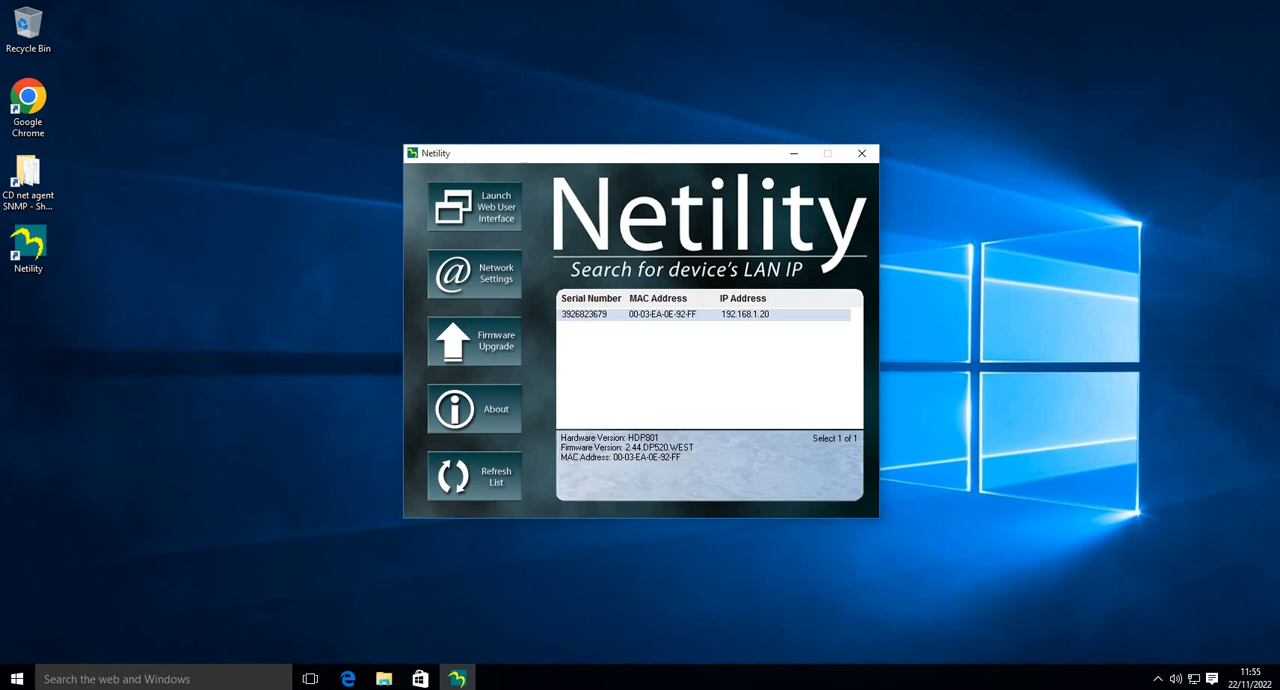 Recycle Bin
Google
Chrome
CD net agent
SNMP - Sh...
Netility
Netility
Launch
Web User
Interface
Network
Settings
Firmware
Upgrade
About
Refresh
List
Netility
Search for device's LAN IP
Serial Number MAC Address IP Address
3926823679 00-03-EA-0E-92-FF 192.168.1.20
Hardware Version: HDP801 Select 1 of 1
Firmware Version: 2.44.DP520.WEST
MAC Address: 00-03-EA-0E-92-FF
Search the web and Windows
11:55
22/11/2022